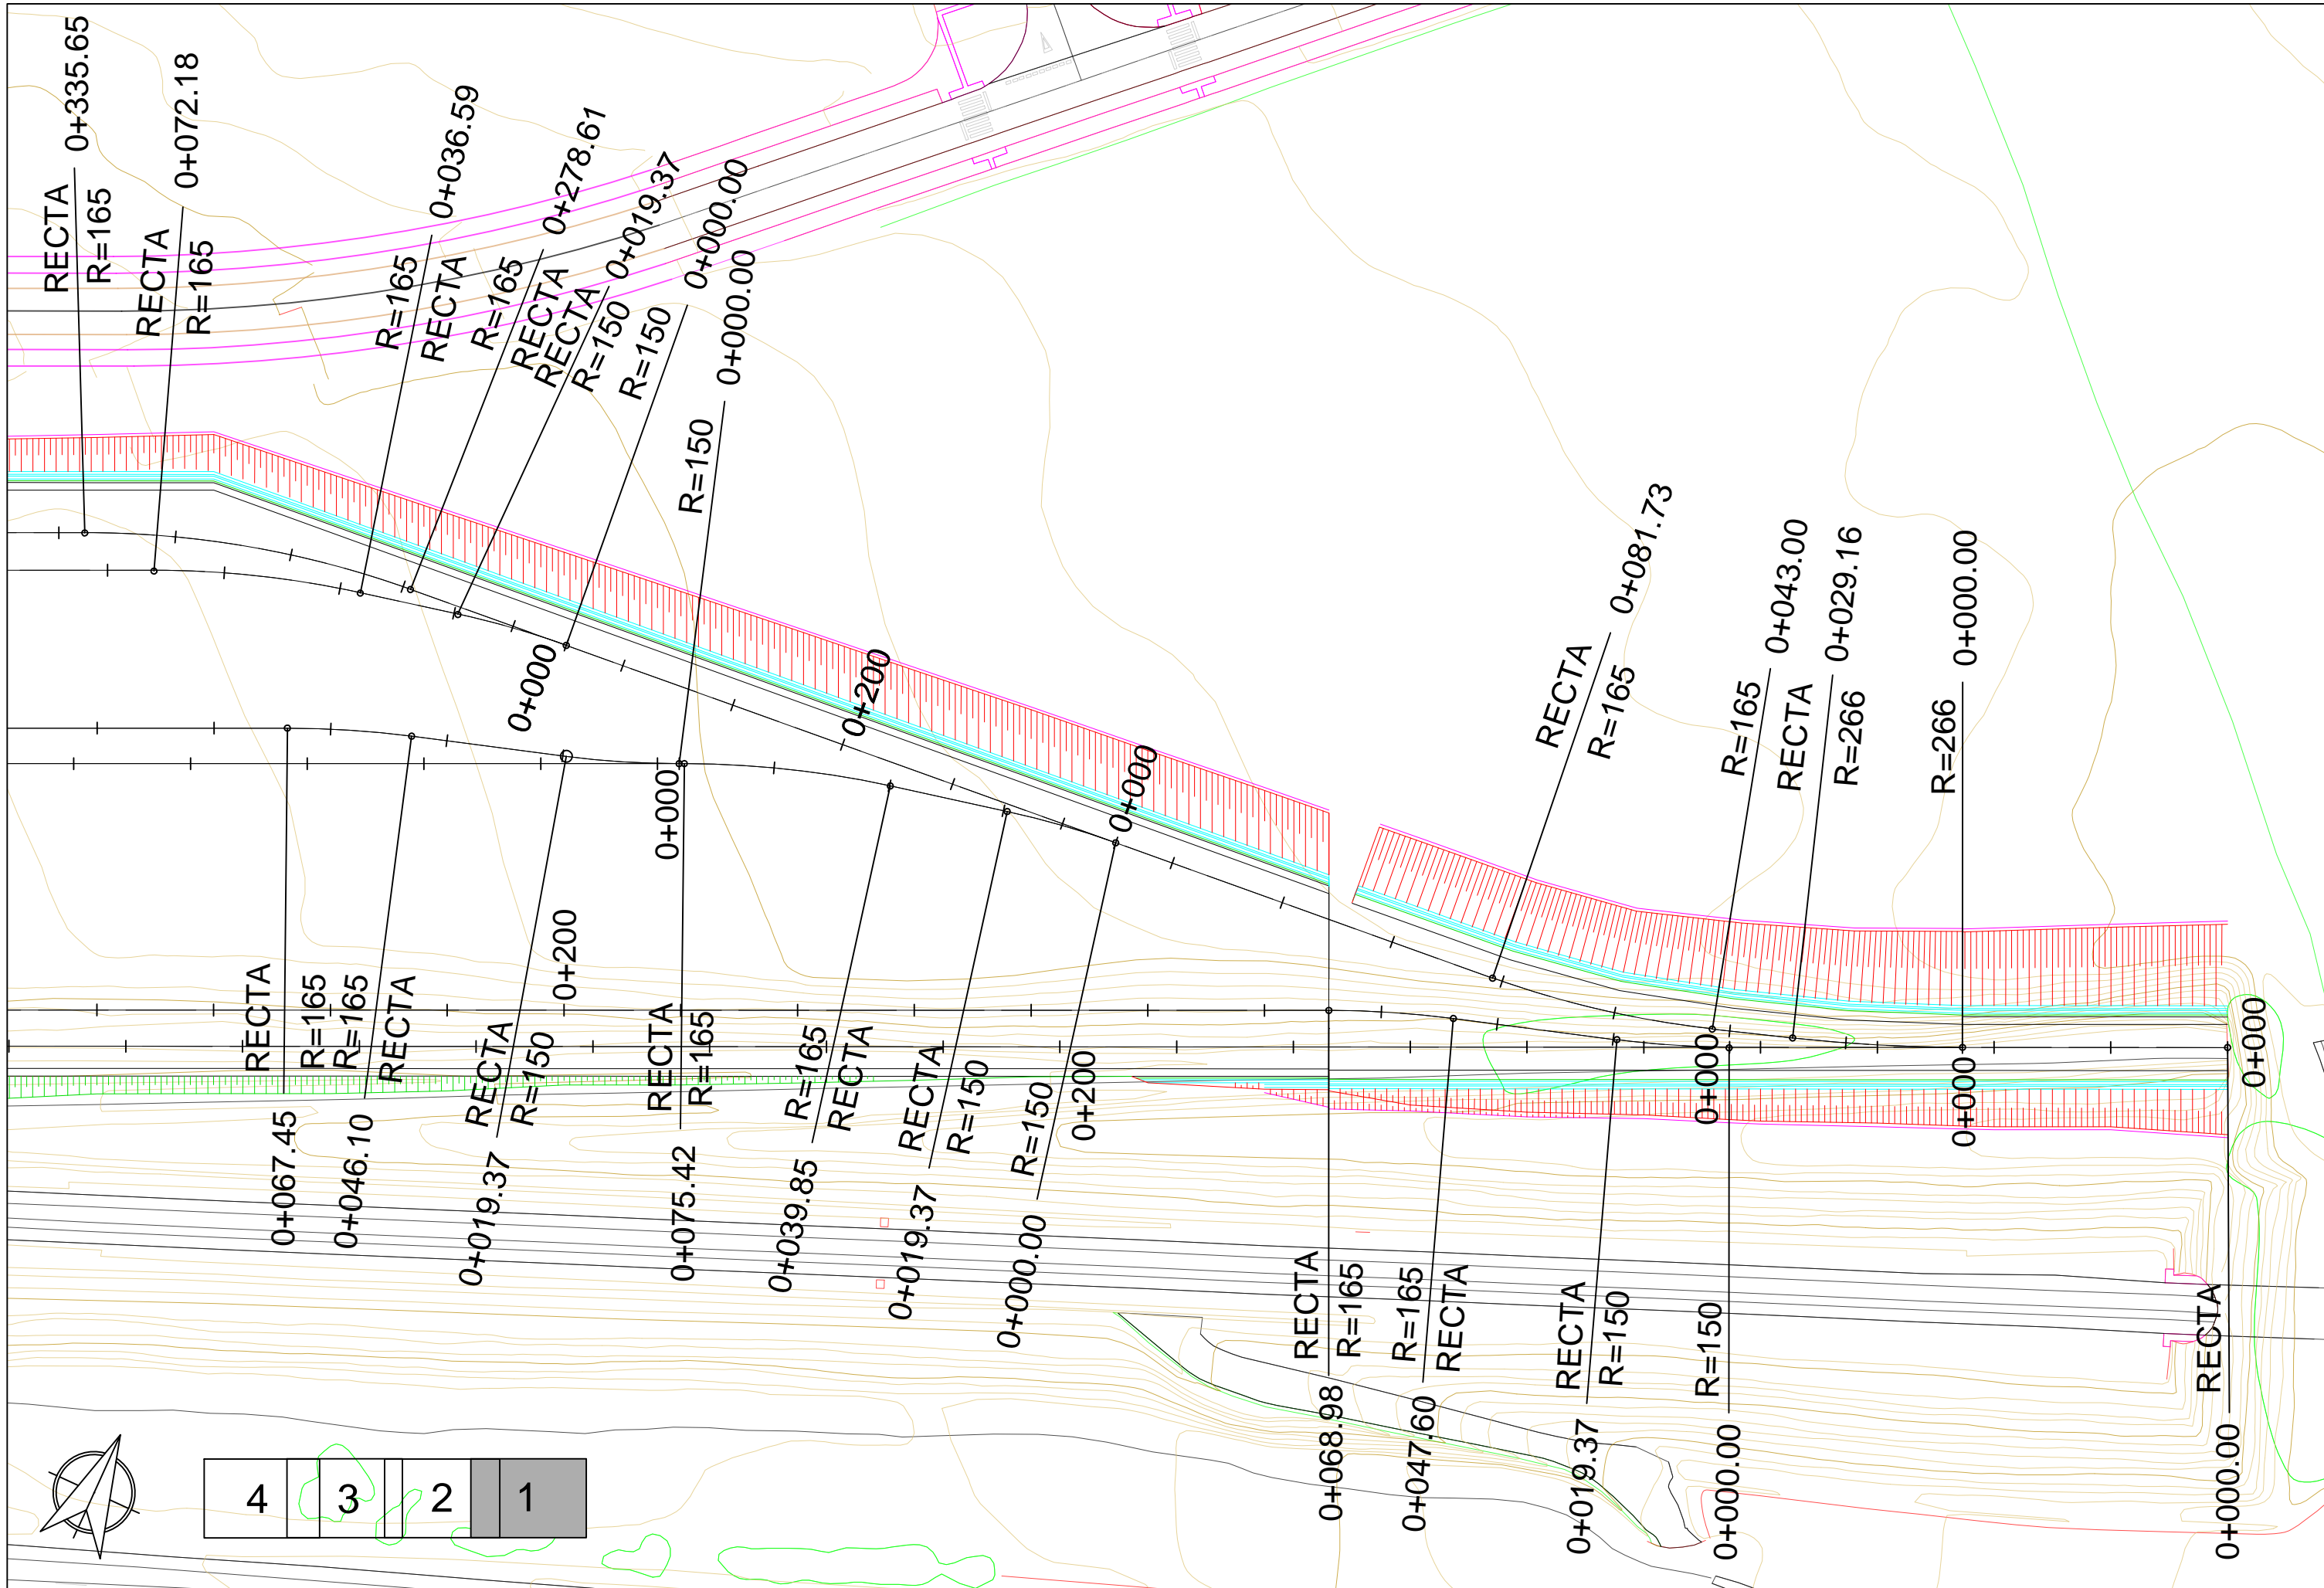 RECTA
0+335.65
R=165
RECTA
0+072.18
R=165
R=165
0+036.59
RECTA
R=165
0+278.61
RECTA
RECTA
0+019.37
R=150
R=150
0+000.00
R=150
0+000.00
0+000
0+200
0+000
0+000
RECTA
0+081.73
R=165
R=165
0+043.00
RECTA
0+029.16
R=266
R=266
0+000.00
0+200
RECTA
R=165
0+067.45
R=165
RECTA
0+046.10
RECTA
R=150
0+019.37
RECTA
R=165
0+075.42
R=165
RECTA
0+039.85
RECTA
R=150
0+019.37
R=150
0+000.00
0+200
0+000
0+000
0+000
RECTA
R=165
0+068.98
R=165
RECTA
0+047.60
RECTA
R=150
0+019.37
R=150
0+000.00
RECTA
0+000.00
4 3 2 1